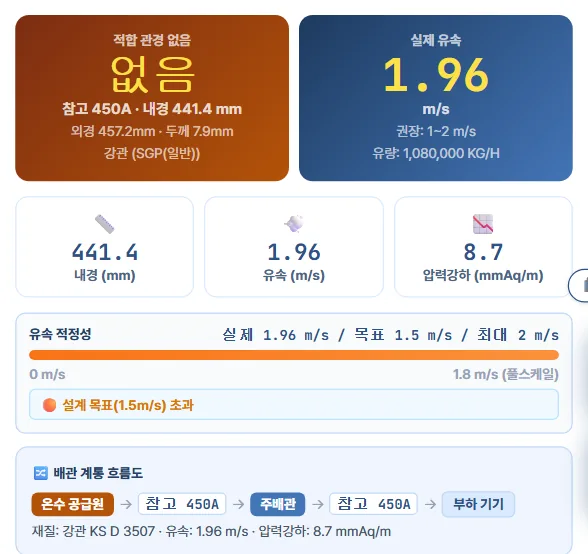 적합 관경 없음
없음
참고 450A · 내경 441.4 mm
외경 457.2mm · 두께 7.9mm
강관 (SGP(일반))
실제 유속
1.96
m/s
권장: 1~2 m/s
유량: 1,080,000 KG/H
441.4
내경 (mm)
1.96
유속 (m/s)
8.7
압력강하 (mmAq/m)
유속 적정성
실제 1.96 m/s / 목표 1.5 m/s / 최대 2 m/s
0 m/s
1.8 m/s (풀스케일)
설계 목표(1.5m/s) 초과
배관 계통 흐름도
온수 공급원 → 참고 450A → 주배관 → 참고 450A → 부하 기기
재질: 강관 KS D 3507 · 유속: 1.96 m/s · 압력강하: 8.7 mmAq/m